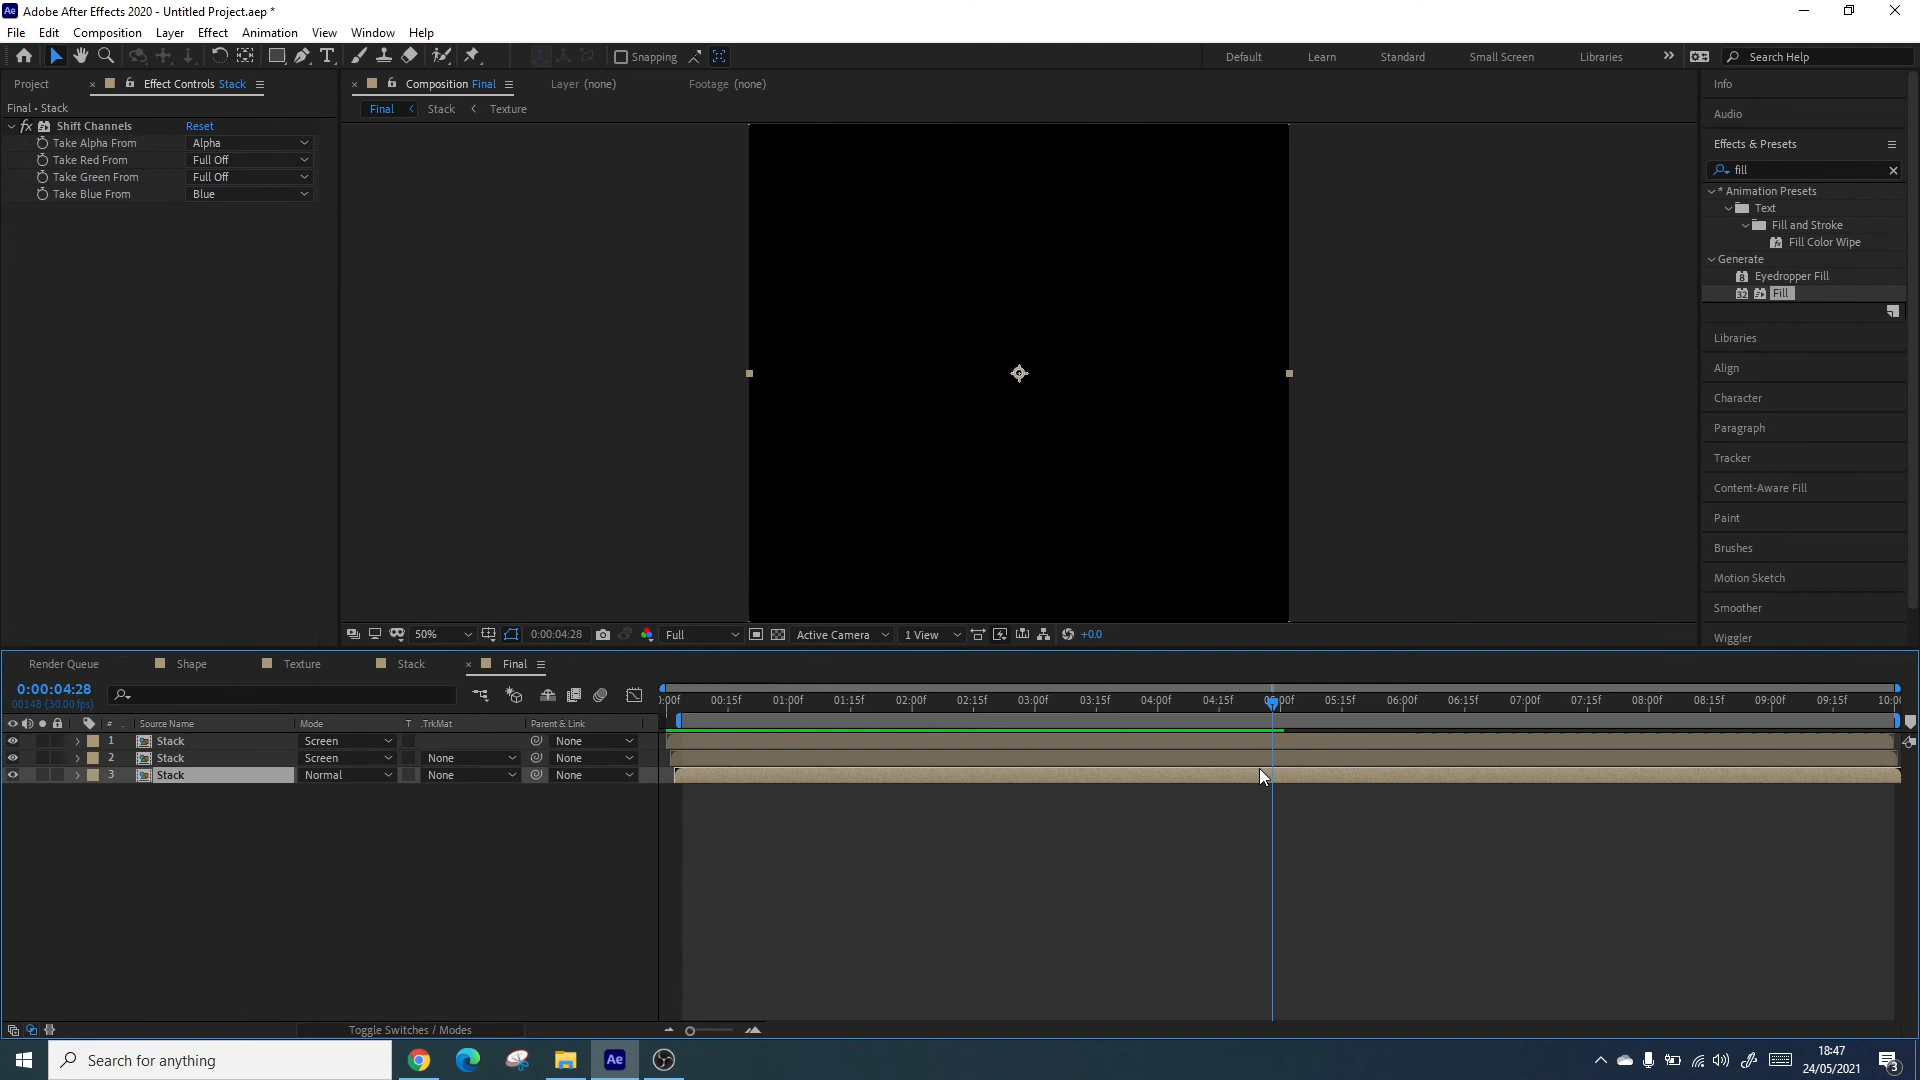 Adobe After Effects 2020 - Untitled Project.aep *
File Edit Composition Layer Effect Animation View Window Help
Snapping Default Learn Standard Small Screen Libraries Search Help
Project Effect Controls Stack Composition Final Layer (none) Footage (none) Info
Final • Stack
Final Stack Texture
Shift Channels Reset
Audio
Take Alpha From Alpha
Take Red From Full Off
Take Green From Full Off
Take Blue From Blue
Effects & Presets
fill
* Animation Presets
Text
Fill and Stroke
Fill Color Wipe
Generate
Eyedropper Fill
Fill
Libraries
Align
Character
Paragraph
Tracker
Content-Aware Fill
Paint
Brushes
Motion Sketch
Smoother
Wiggler
50% 0:00:04:28 Full Active Camera 1 View +0.0
Render Queue Shape Texture Stack Final
0:00:04:28
00148 (30.00 fps)
:00f 00:15f 01:00f 01:15f 02:00f 02:15f 03:00f 03:15f 04:00f 04:15f 05:00f 05:15f 06:00f 06:15f 07:00f 07:15f 08:00f 08:15f 09:00f 09:15f 10:00
# Source Name Mode T .TrkMat Parent & Link
1 Stack Screen None
2 Stack Screen None None
3 Stack Normal None None
Toggle Switches / Modes
Search for anything
Ae
18:47
24/05/2021
3